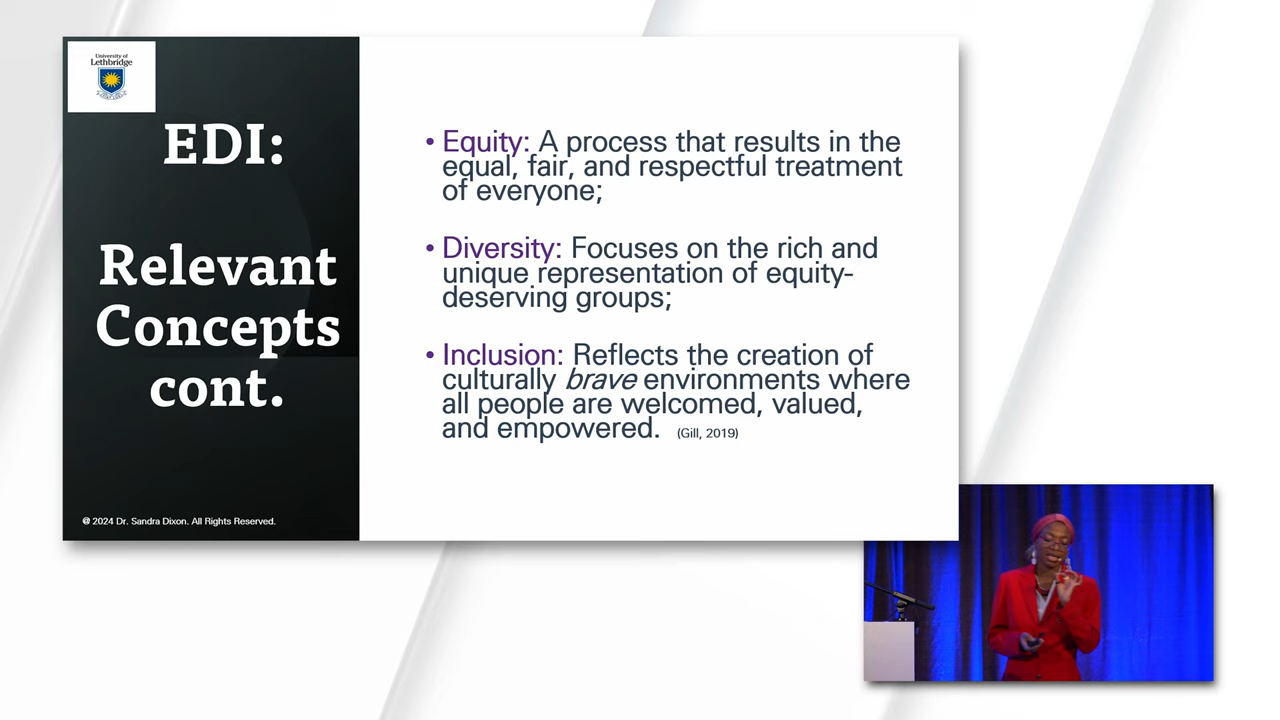 University of
Lethbridge
EDI:
Relevant
Concepts
cont.
@ 2024 Dr. Sandra Dixon. All Rights Reserved.
• Equity: A process that results in the
equal, fair, and respectful treatment
of everyone;
• Diversity: Focuses on the rich and
unique representation of equity-
deserving groups;
• Inclusion: Reflects the creation of
culturally brave environments where
all people are welcomed, valued,
and empowered. (Gill, 2019)